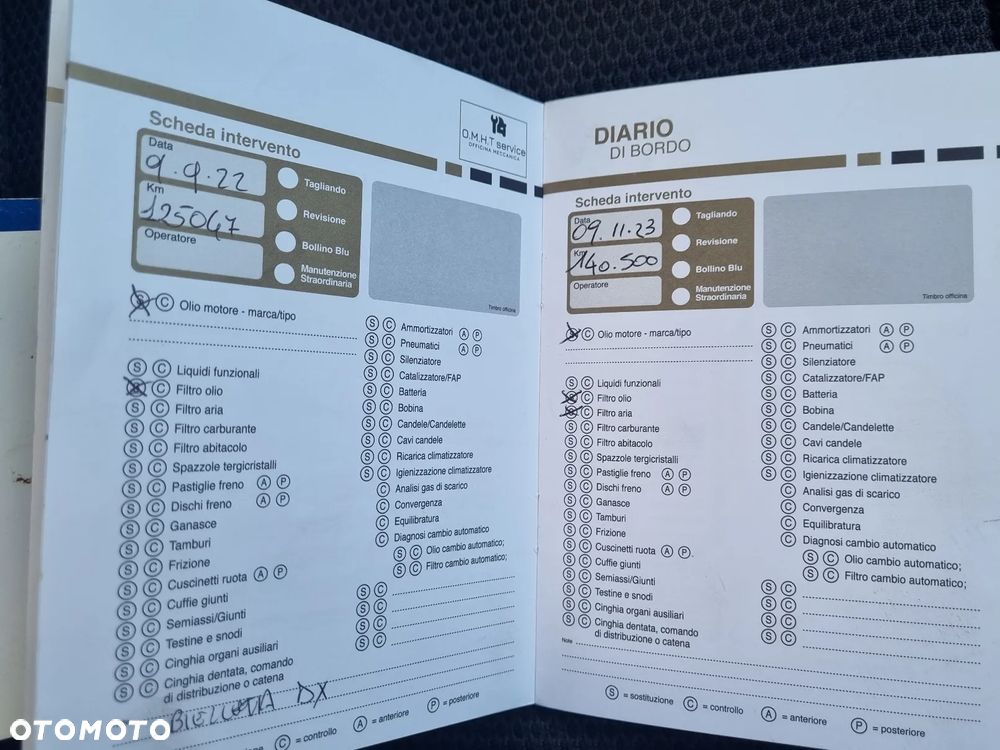 Scheda intervento
O.M.H.T service
OFFICINA MECCANICA
Data
9.9.22
Km
125047
Operatore
Tagliando
Revisione
Bollino Blu
Manutenzione
Straordinaria
Timbro officina
S C Olio motore - marca/tipo
S C Liquidi funzionali
S C Filtro olio
S C Filtro aria
S C Filtro carburante
S C Filtro abitacolo
S C Spazzole tergicristalli
S C Pastiglie freno A P
S C Dischi freno A P
S C Ganasce
S C Tamburi
S C Frizione
S C Cuscinetti ruota A P
S C Cuffie giunti
S C Semiassi/Giunti
S C Testine e snodi
S C Cinghia organi ausiliari
S C Cinghia dentata, comando
di distribuzione o catena
BIELLETTA DX
S C Ammortizzatori A P
S C Pneumatici A P
S C Silenziatore
S C Catalizzatore/FAP
S C Batteria
S C Bobina
S C Candele/Candelette
S C Cavi candele
S C Ricarica climatizzatore
S C Igienizzazione climatizzatore
C Analisi gas di scarico
C Convergenza
C Equilibratura
C Diagnosi cambio automatico
S C Olio cambio automatico;
S C Filtro cambio automatico;
S C
S C
S C
S C
C = controllo
A = anteriore
P = posteriore
DIARIO
DI BORDO
Scheda intervento
Data
09.11.23
Km
140.500
Operatore
Tagliando
Revisione
Bollino Blu
Manutenzione
Straordinaria
Timbro officina
S C Olio motore - marca/tipo
S C Liquidi funzionali
S C Filtro olio
S C Filtro aria
S C Filtro carburante
S C Filtro abitacolo
S C Spazzole tergicristalli
S C Pastiglie freno A P
S C Dischi freno A P
S C Ganasce
S C Tamburi
S C Frizione
S C Cuscinetti ruota A P.
S C Cuffie giunti
S C Semiassi/Giunti
S C Testine e snodi
S C Cinghia organi ausiliari
S C Cinghia dentata, comando
di distribuzione o catena
Note
S C Ammortizzatori A P
S C Pneumatici A P
S C Silenziatore
S C Catalizzatore/FAP
S C Batteria
S C Bobina
S C Candele/Candelette
S C Cavi candele
S C Ricarica climatizzatore
S C Igienizzazione climatizzatore
C Analisi gas di scarico
C Convergenza
C Equilibratura
C Diagnosi cambio automatico
S C Olio cambio automatico;
S C Filtro cambio automatico;
S C
S C
S C
S C
S = sostituzione C = controllo A = anteriore P = posteriore
OTOMOTO